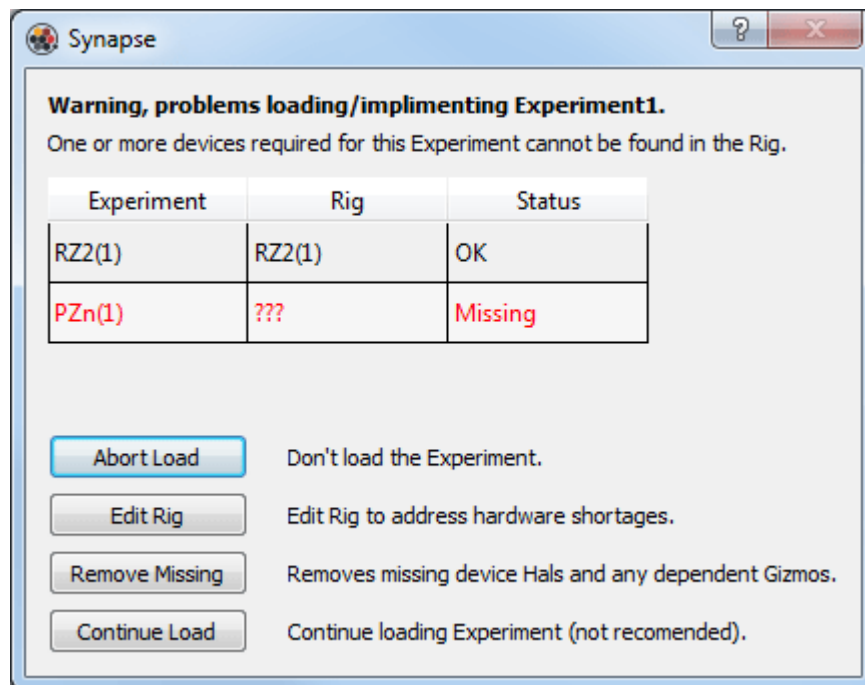 Synapse
Warning, problems loading/implimenting Experiment1.
One or more devices required for this Experiment cannot be found in the Rig.
Experiment Rig Status
RZ2(1) RZ2(1) OK
PZn(1) ??? Missing
Abort Load Don't load the Experiment.
Edit Rig Edit Rig to address hardware shortages.
Remove Missing Removes missing device Hals and any dependent Gizmos.
Continue Load Continue loading Experiment (not recomended).